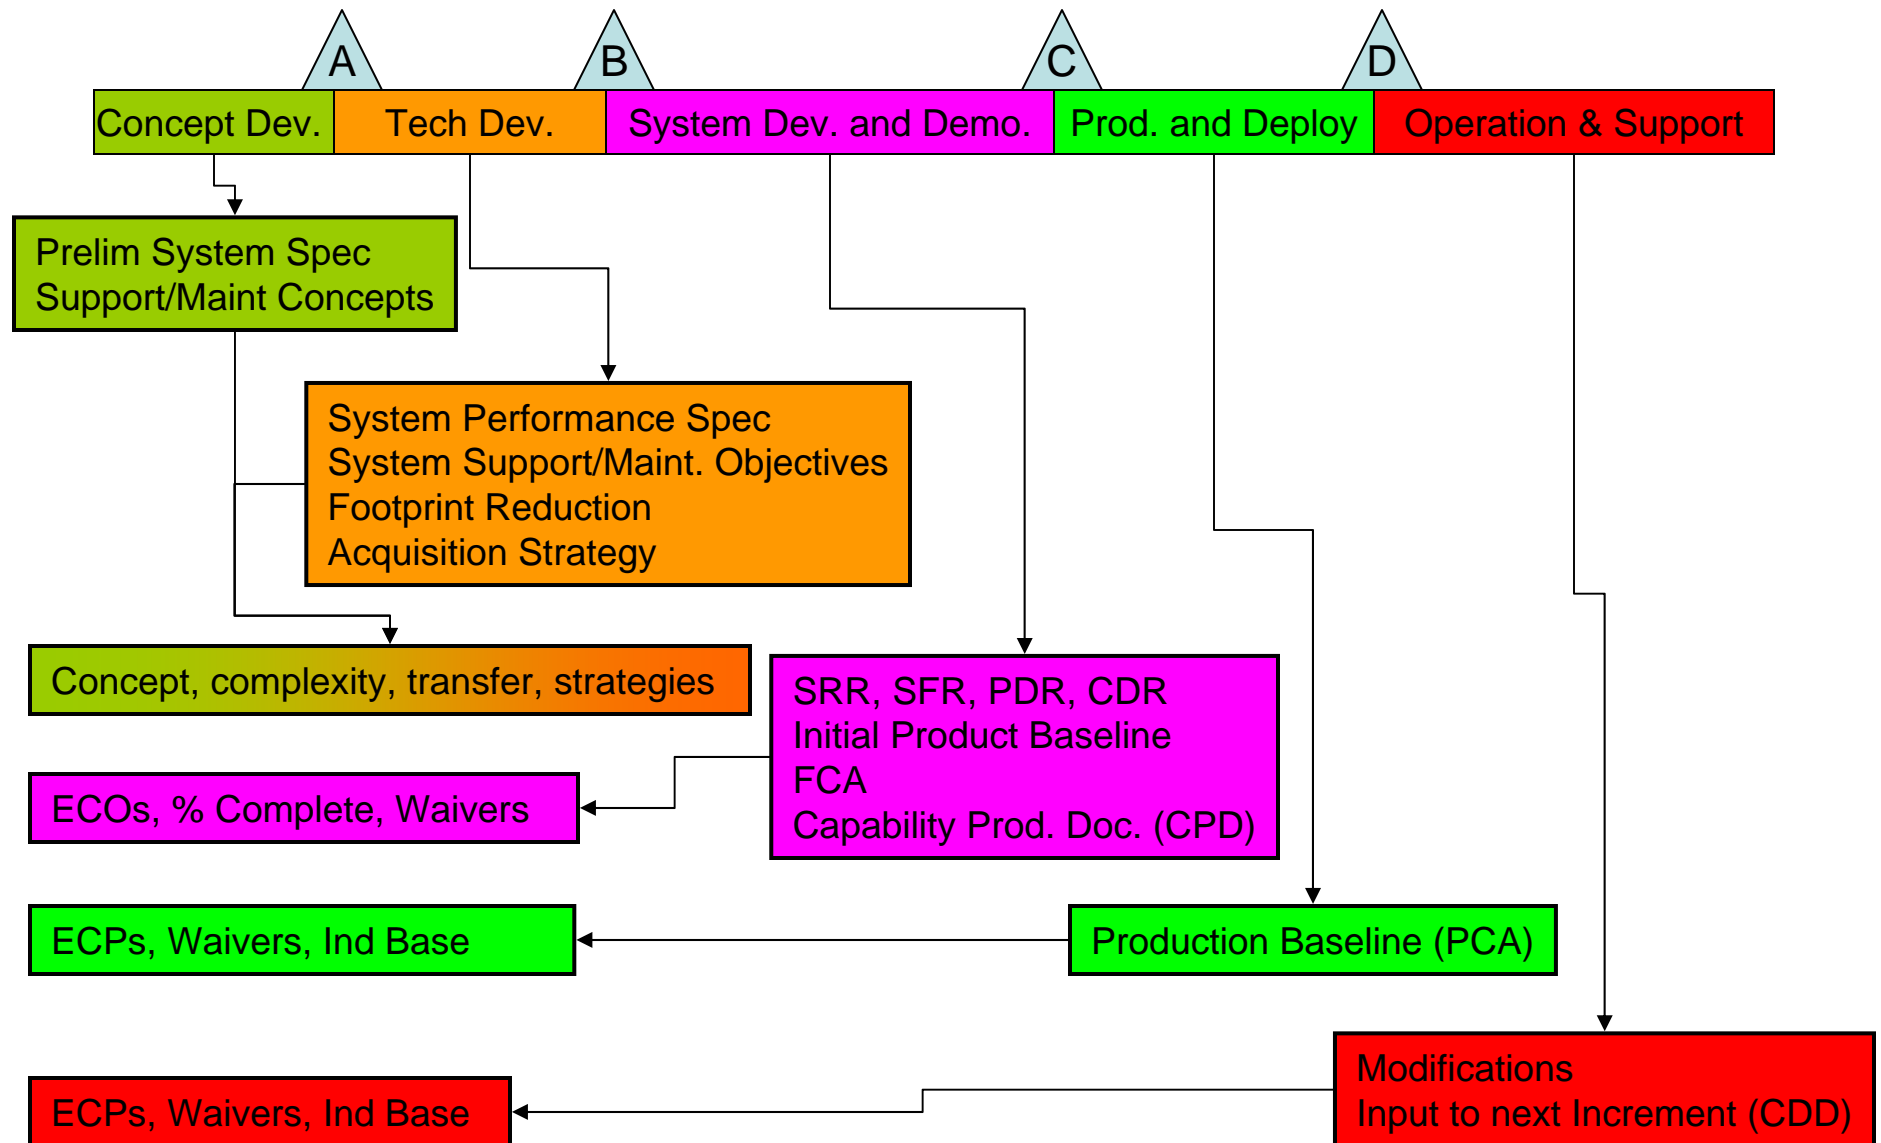 A
B
C
D
Concept Dev.
Tech Dev.
System Dev. and Demo.
Prod. and Deploy
Operation & Support
Prelim System Spec
Support/Maint Concepts
System Performance Spec
System Support/Maint. Objectives
Footprint Reduction
Acquisition Strategy
Concept, complexity, transfer, strategies
SRR, SFR, PDR, CDR
Initial Product Baseline
FCA
Capability Prod. Doc. (CPD)
ECOs, % Complete, Waivers
ECPs, Waivers, Ind Base
Production Baseline (PCA)
Modifications
Input to next Increment (CDD)
ECPs, Waivers, Ind Base